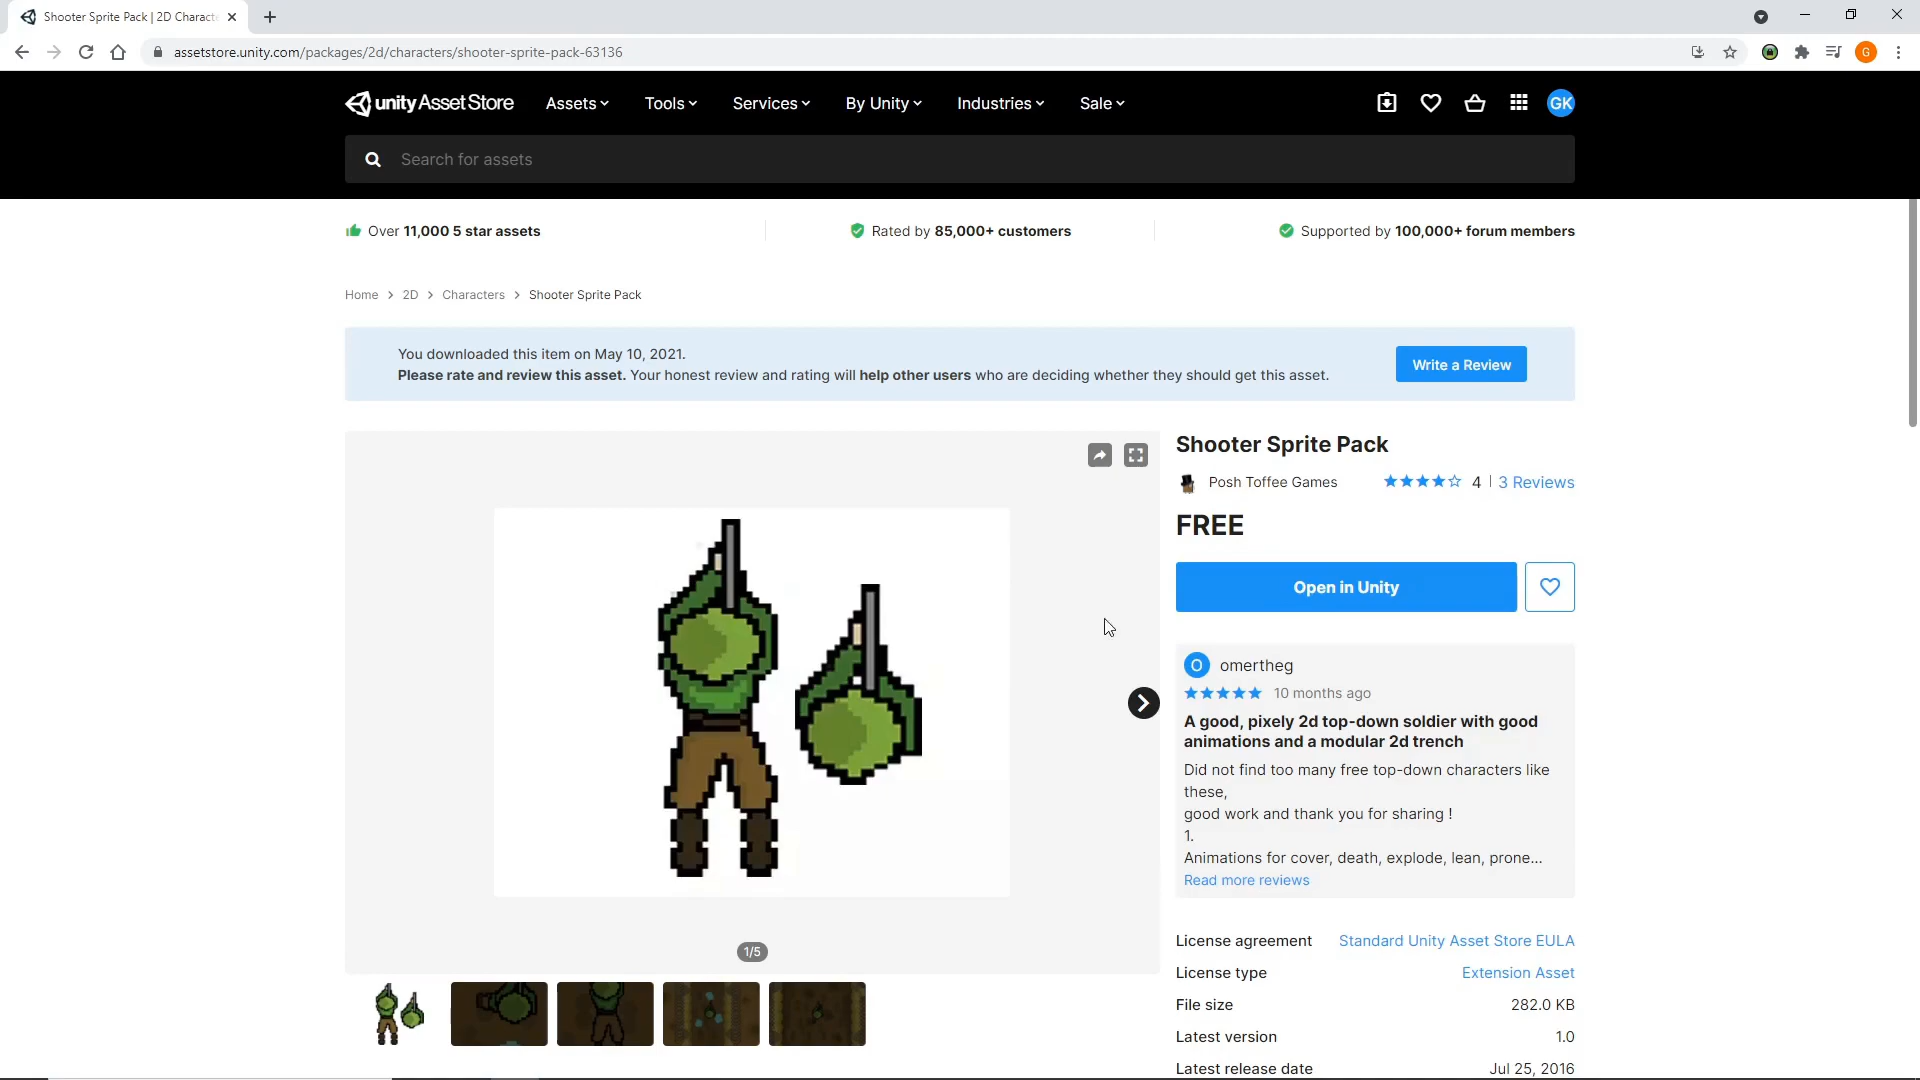 Shooter Sprite Pack | 2D Charact
assetstore.unity.com/packages/2d/characters/shooter-sprite-pack-63136
G
unity Asset Store
Assets
Tools
Services
By Unity
Industries
Sale
GK
Search for assets
Over 11,000 5 star assets
Rated by 85,000+ customers
Supported by 100,000+ forum members
Home > 2D > Characters > Shooter Sprite Pack
You downloaded this item on May 10, 2021.
Please rate and review this asset. Your honest review and rating will help other users who are deciding whether they should get this asset.
Write a Review
Shooter Sprite Pack
Posh Toffee Games
4 | 3 Reviews
FREE
Open in Unity
O omertheg
10 months ago
A good, pixely 2d top-down soldier with good
animations and a modular 2d trench
Did not find too many free top-down characters like
these,
good work and thank you for sharing !
1.
Animations for cover, death, explode, lean, prone...
Read more reviews
1/5
License agreement Standard Unity Asset Store EULA
License type Extension Asset
File size 282.0 KB
Latest version 1.0
Latest release date Jul 25, 2016